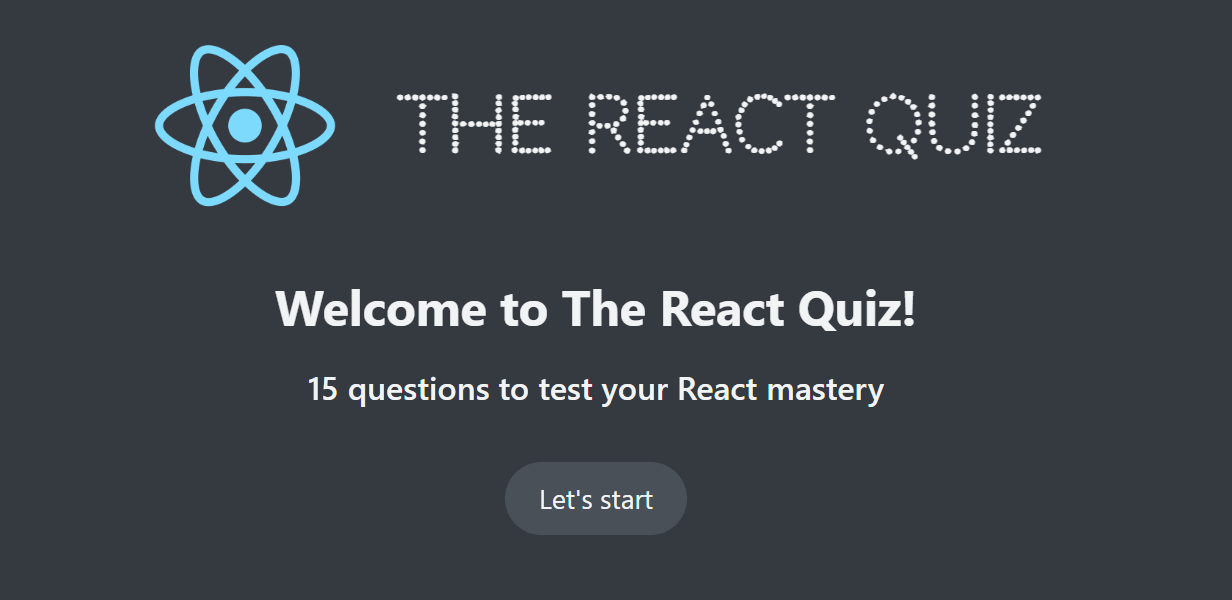 THE REACT QUIZ
Welcome to The React Quiz!
15 questions to test your React mastery
Let's start